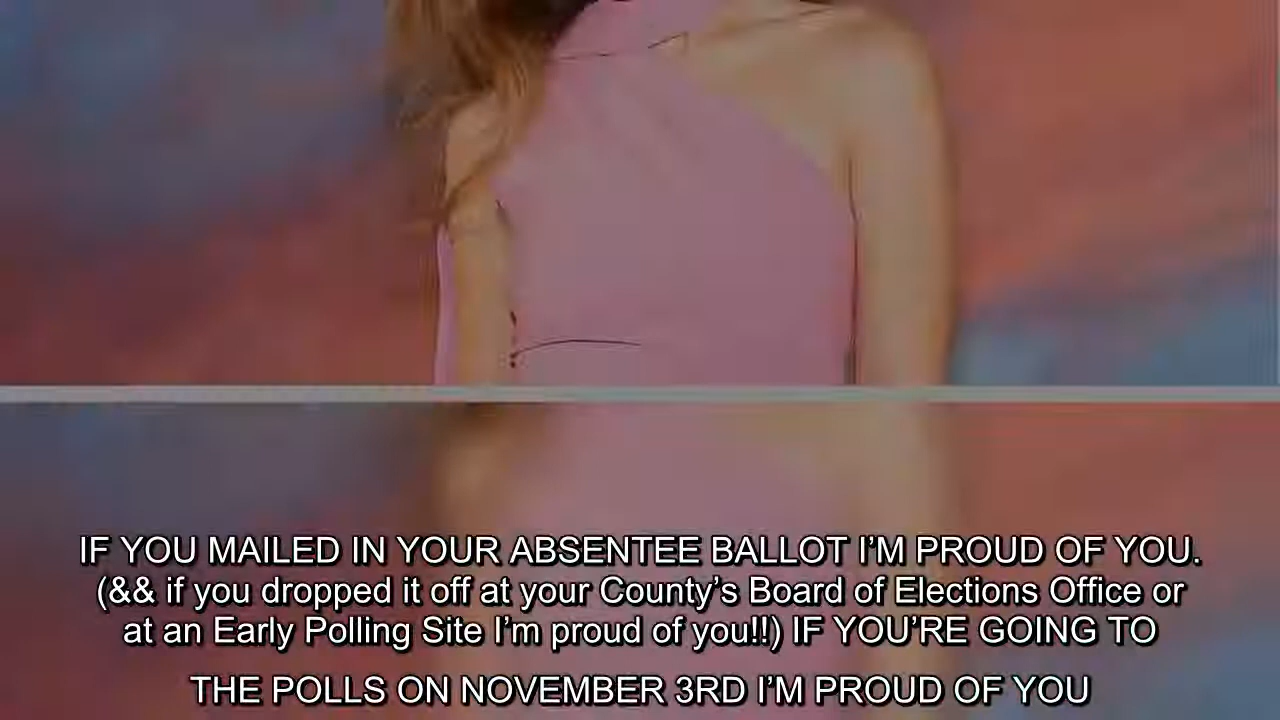 IF YOU MAILED IN YOUR ABSENTEE BALLOT I’M PROUD OF YOU.
(&& if you dropped it off at your County’s Board of Elections Office or
at an Early Polling Site I’m proud of you!!) IF YOU’RE GOING TO
THE POLLS ON NOVEMBER 3RD I’M PROUD OF YOU